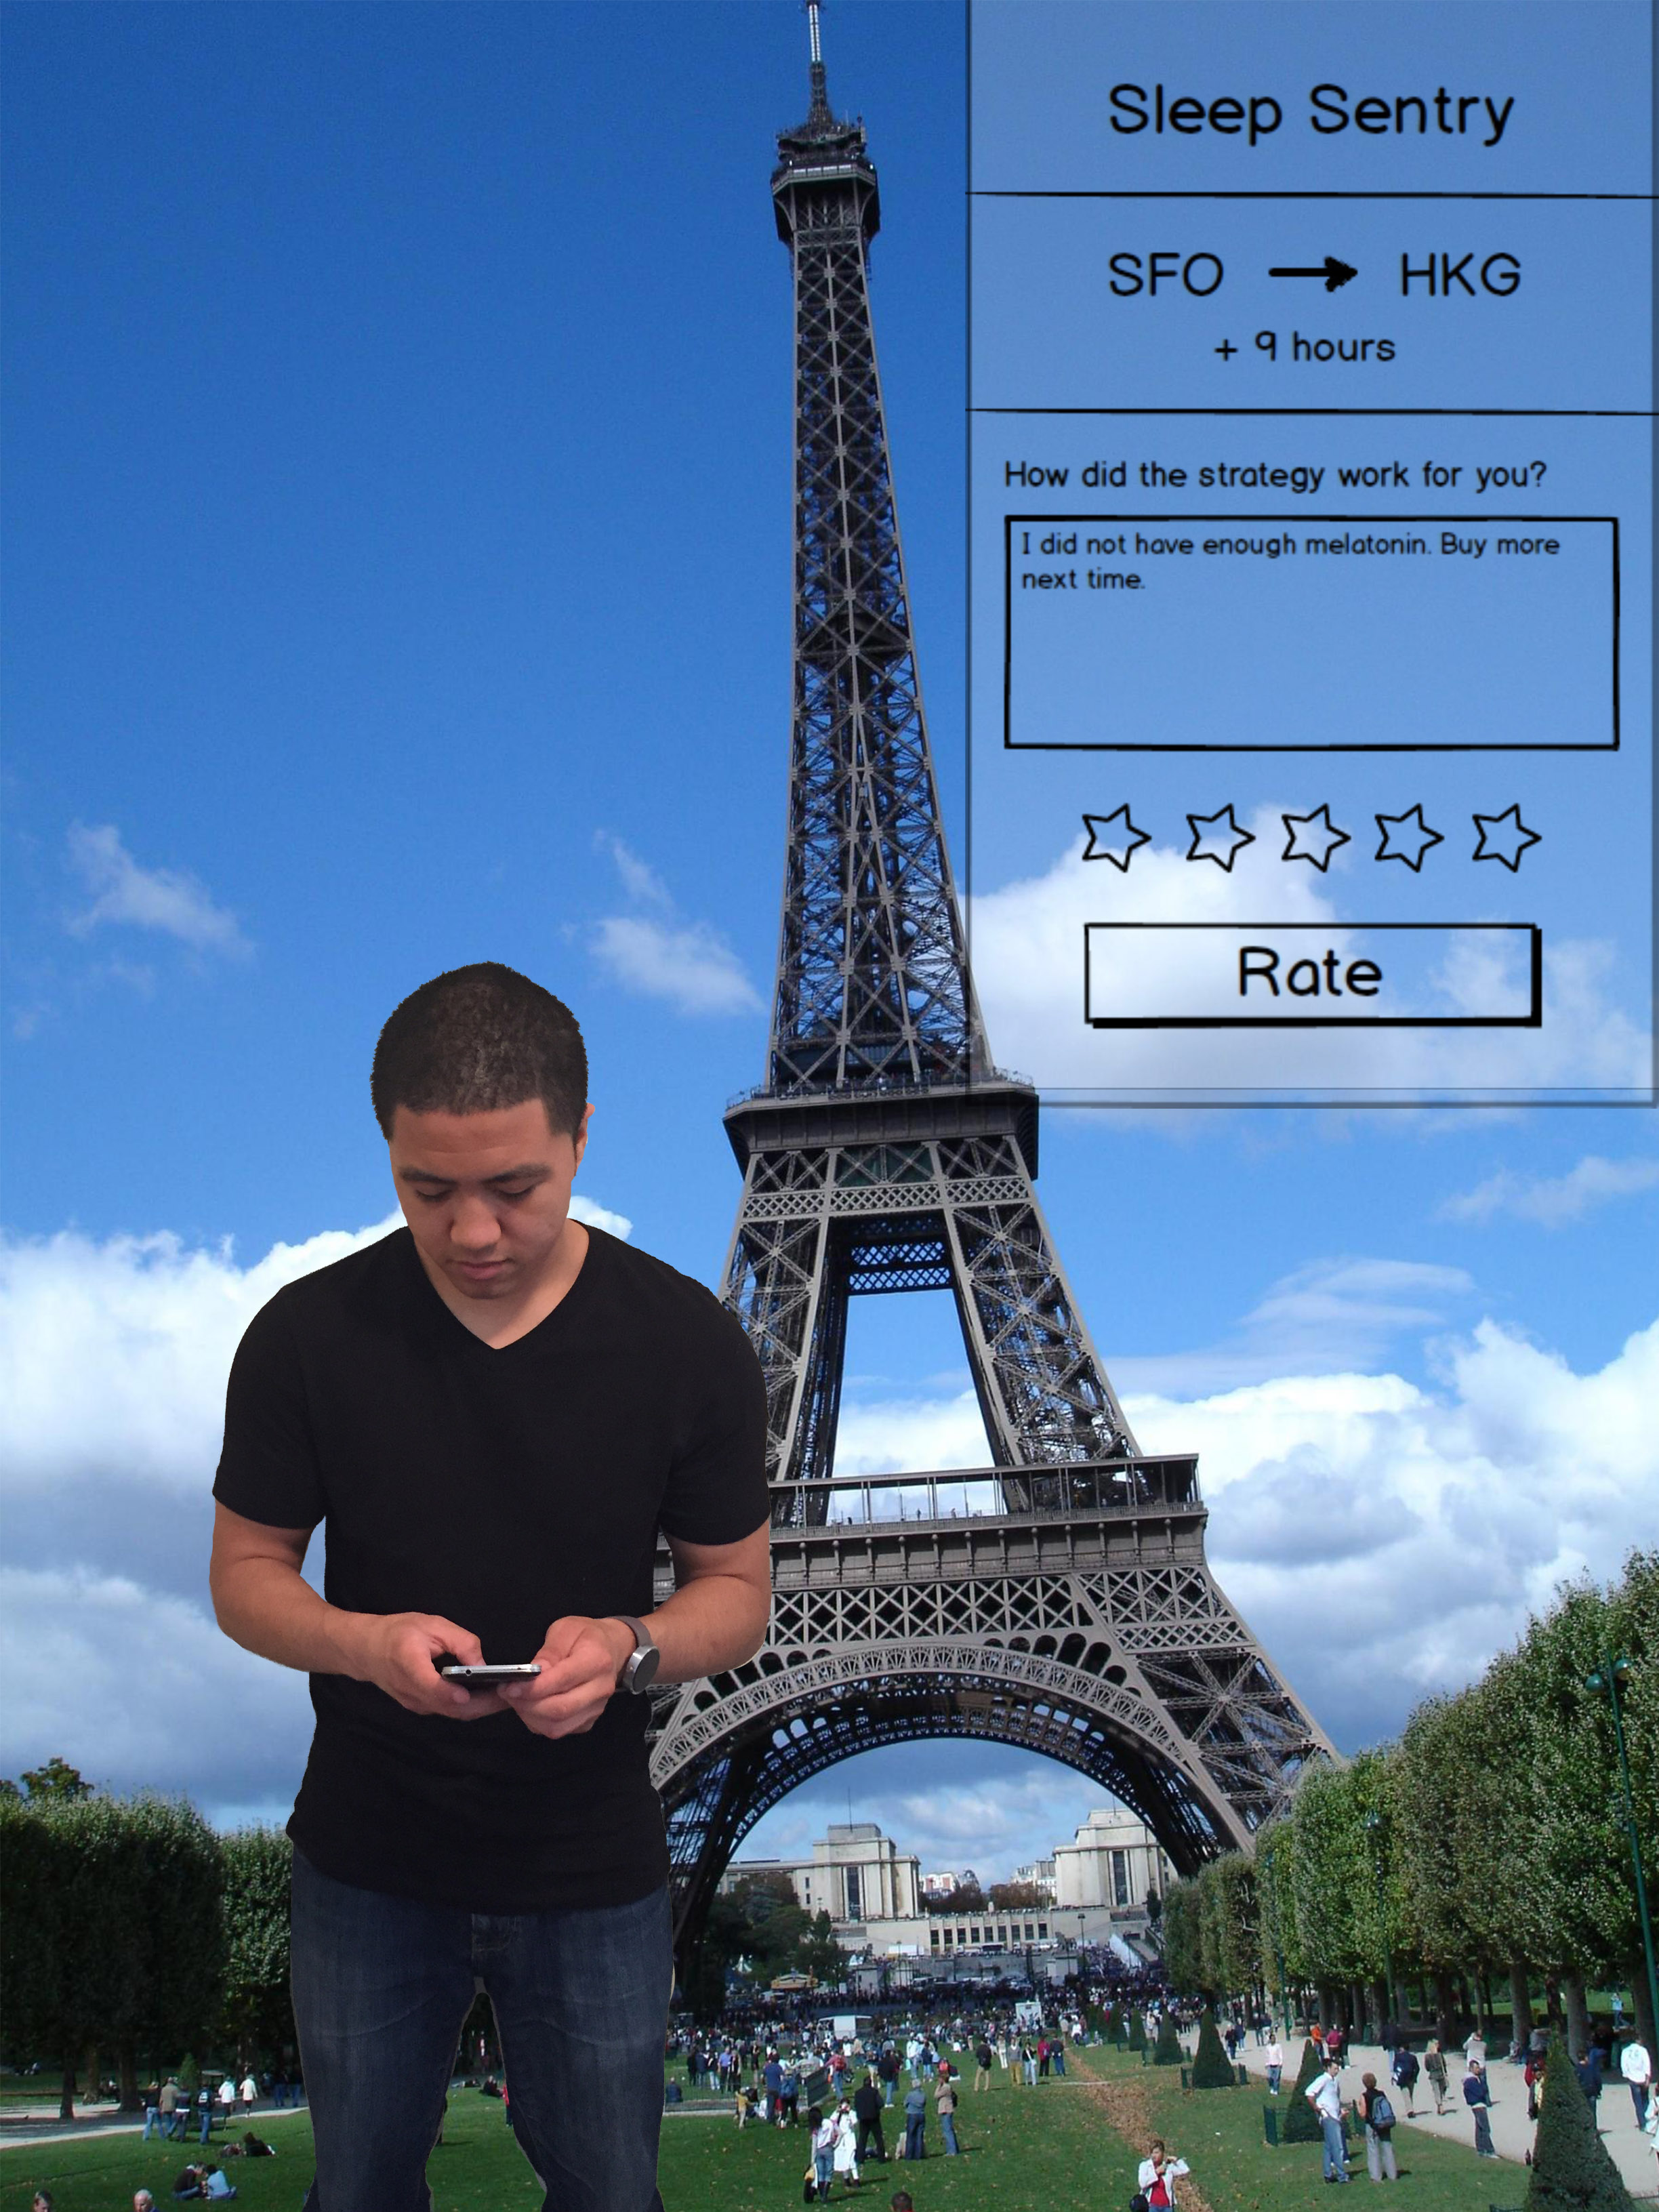 Sleep Sentry
SFO → HKG
+ 9 hours
How did the strategy work for you?
I did not have enough melatonin. Buy more
next time.
Rate